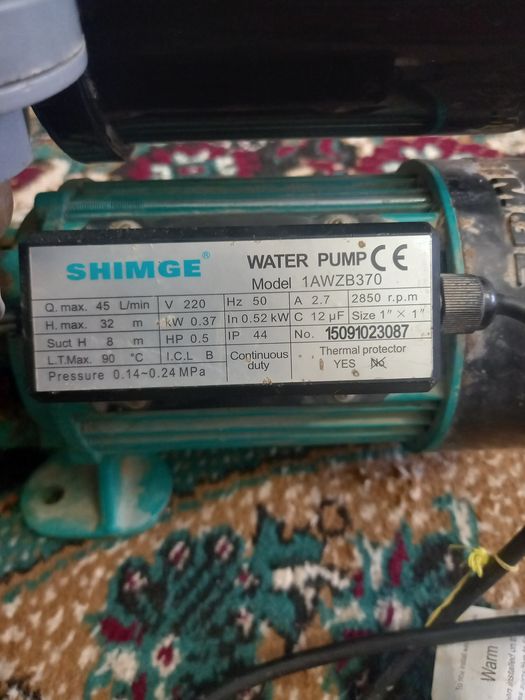 SHIMGE®
WATER PUMP CE
Model 1AWZB370
Q. max. 45 L/min V 220 Hz 50 A 2.7 2850 r.p.m
H. max. 32 m kW 0.37 In 0.52 kW C 12 μF Size 1″ × 1″
Suct H 8 m HP 0.5 IP 44 No. 15091023087
L.T.Max. 90 °C I.C.L B Continuous duty Thermal protector
Pressure 0.14~0.24 MPa YES No
Warn